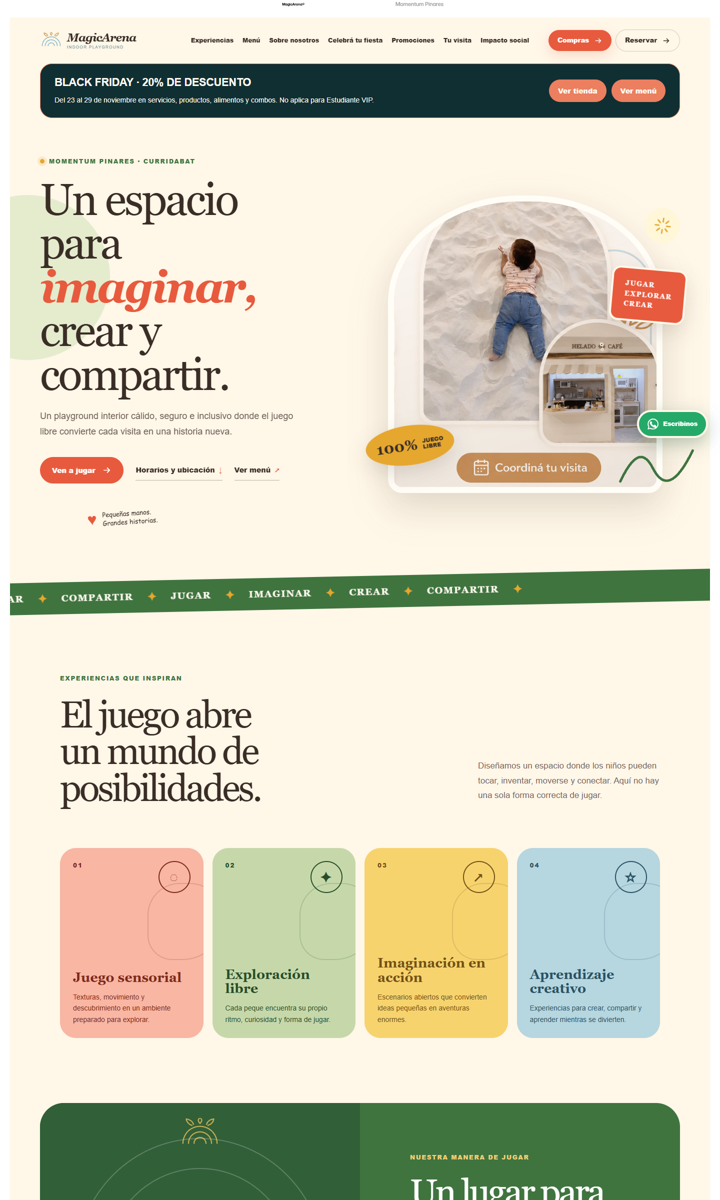 MagicArena®
Momentum Pinares
MagicArena
INDOOR PLAYGROUND
Experiencias
Menú
Sobre nosotros
Celebrá tu fiesta
Promociones
Tu visita
Impacto social
Compras →
Reservar →
BLACK FRIDAY · 20% DE DESCUENTO
Del 23 al 29 de noviembre en servicios, productos, alimentos y combos. No aplica para Estudiante VIP.
Ver tienda
Ver menú
MOMENTUM PINARES · CURRIDABAT
Un espacio
para
imaginar,
crear y
compartir.
Un playground interior cálido, seguro e inclusivo donde el juego
libre convierte cada visita en una historia nueva.
Ven a jugar →
Horarios y ubicación ↓
Ver menú ↗
Pequeñas manos.
Grandes historias.
JUGAR
EXPLORAR
CREAR
HELADO CAFÉ
Escribinos
100% JUEGO
LIBRE
Coordiná tu visita
AR ✦ COMPARTIR ✦ JUGAR ✦ IMAGINAR ✦ CREAR ✦ COMPARTIR ✦
EXPERIENCIAS QUE INSPIRAN
El juego abre
un mundo de
posibilidades.
Diseñamos un espacio donde los niños pueden
tocar, inventar, moverse y conectar. Aquí no hay
una sola forma correcta de jugar.
01
Juego sensorial
Texturas, movimiento y
descubrimiento en un ambiente
preparado para explorar.
02
Exploración
libre
Cada peque encuentra su propio
ritmo, curiosidad y forma de jugar.
03
Imaginación en
acción
Escenarios abiertos que convierten
ideas pequeñas en aventuras
enormes.
04
Aprendizaje
creativo
Experiencias para crear, compartir y
aprender mientras se divierten.
NUESTRA MANERA DE JUGAR
Un lugar para